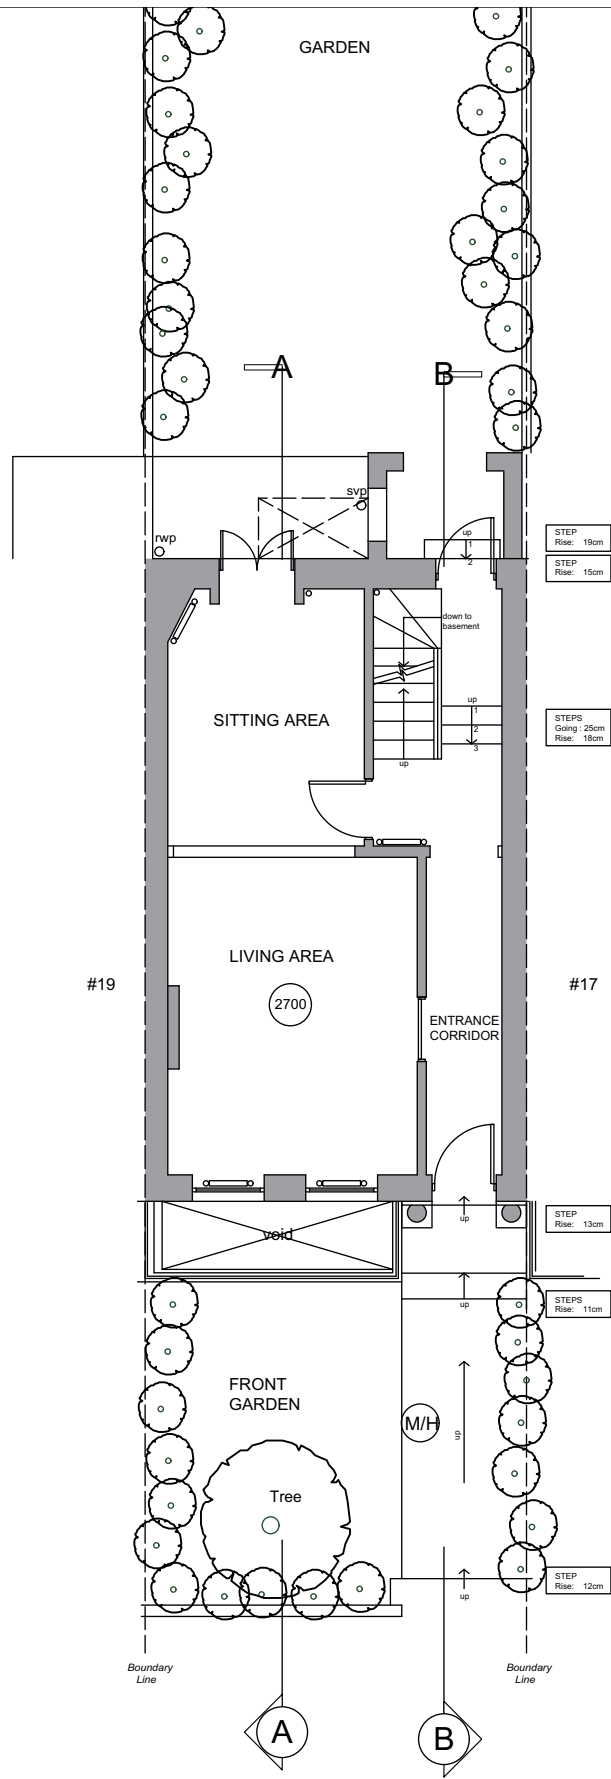 GARDEN
A
B
svp
rwp
up
1
2
STEP
Rise: 19cm
STEP
Rise: 15cm
down to
basement
SITTING AREA
up
1
2
3
STEPS
Going : 25cm
Rise: 18cm
up
LIVING AREA
2700
#19
#17
ENTRANCE
CORRIDOR
up
STEP
Rise: 13cm
void
up
STEPS
Rise: 11cm
FRONT
GARDEN
M/H
up
Tree
STEP
Rise: 12cm
up
Boundary
Line
Boundary
Line
A
B